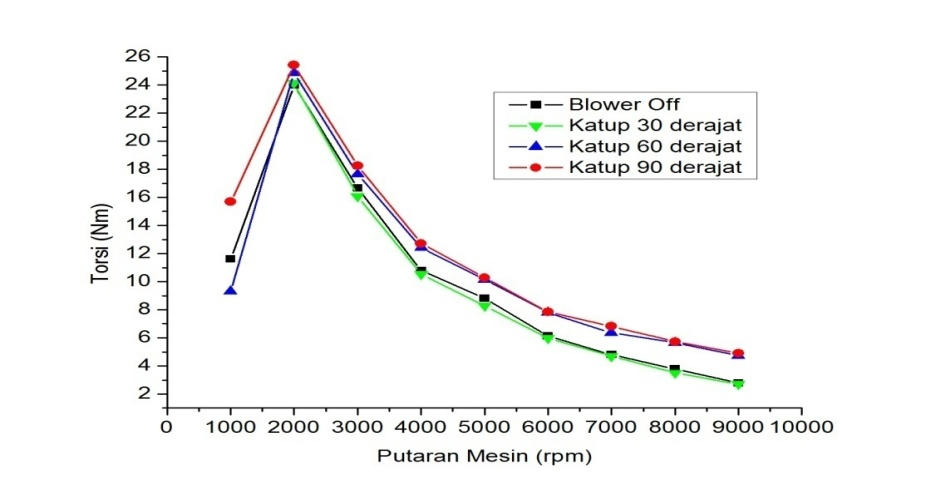 26
24
22
20
18
16
14
12
10
8
6
4
2
Torsi (Nm)
Blower Off
Katup 30 derajat
Katup 60 derajat
Katup 90 derajat
0 1000 2000 3000 4000 5000 6000 7000 8000 9000 10000
Putaran Mesin (rpm)